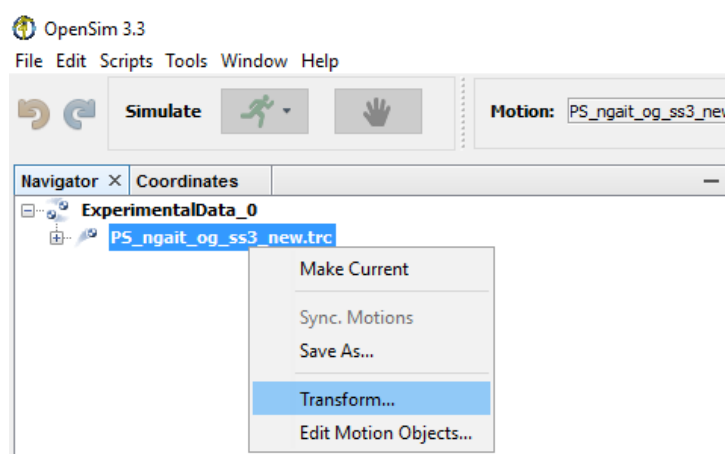 OpenSim 3.3
File Edit Scripts Tools Window Help
Simulate
Motion: PS_ngait_og_ss3_new
Navigator Coordinates
ExperimentalData_0
PS_ngait_og_ss3_new.trc
Make Current
Sync. Motions
Save As...
Transform...
Edit Motion Objects...